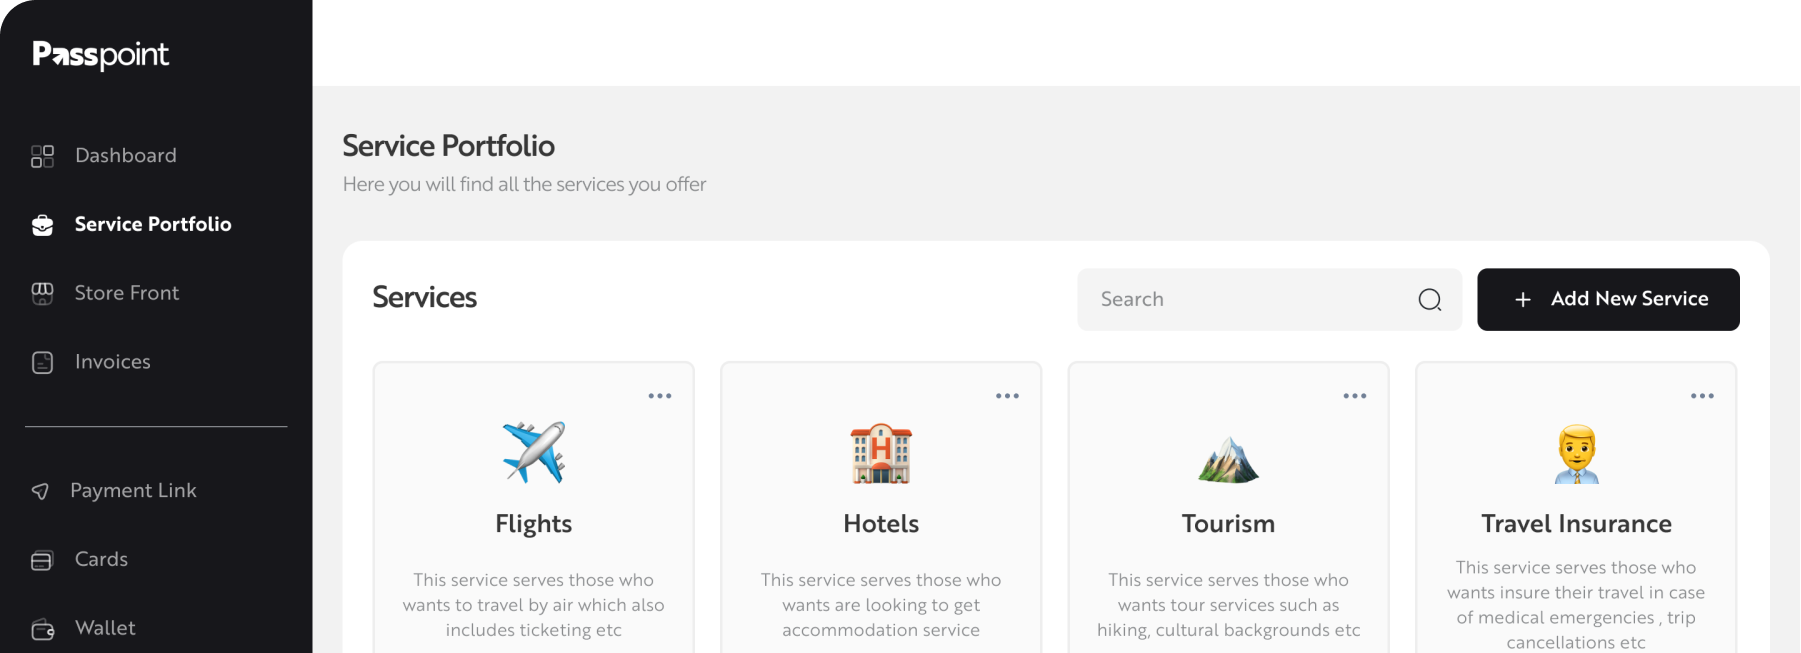 Passpoint
Dashboard
Service Portfolio
Store Front
Invoices
Payment Link
Cards
Wallet
Service Portfolio
Here you will find all the services you offer
Services
Search
+ Add New Service
Flights
This service serves those who
wants to travel by air which also
includes ticketing etc
Hotels
This service serves those who
wants are looking to get
accommodation service
Tourism
This service serves those who
wants tour services such as
hiking, cultural backgrounds etc
Travel Insurance
This service serves those who
wants insure their travel in case
of medical emergencies , trip
cancellations etc